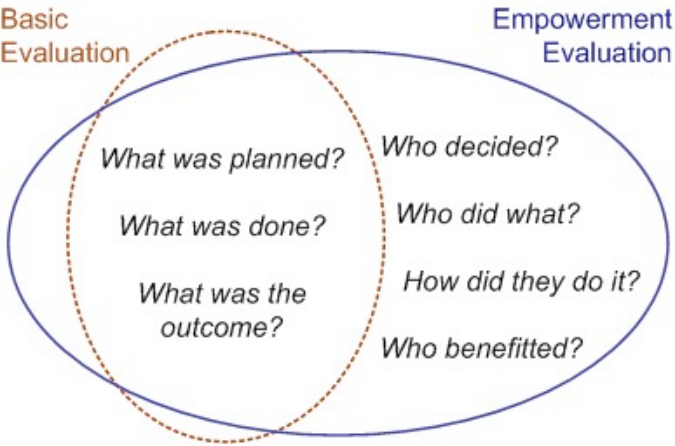 Basic
Evaluation
Empowerment
Evaluation
What was planned?
What was done?
What was the
outcome?
Who decided?
Who did what?
How did they do it?
Who benefitted?